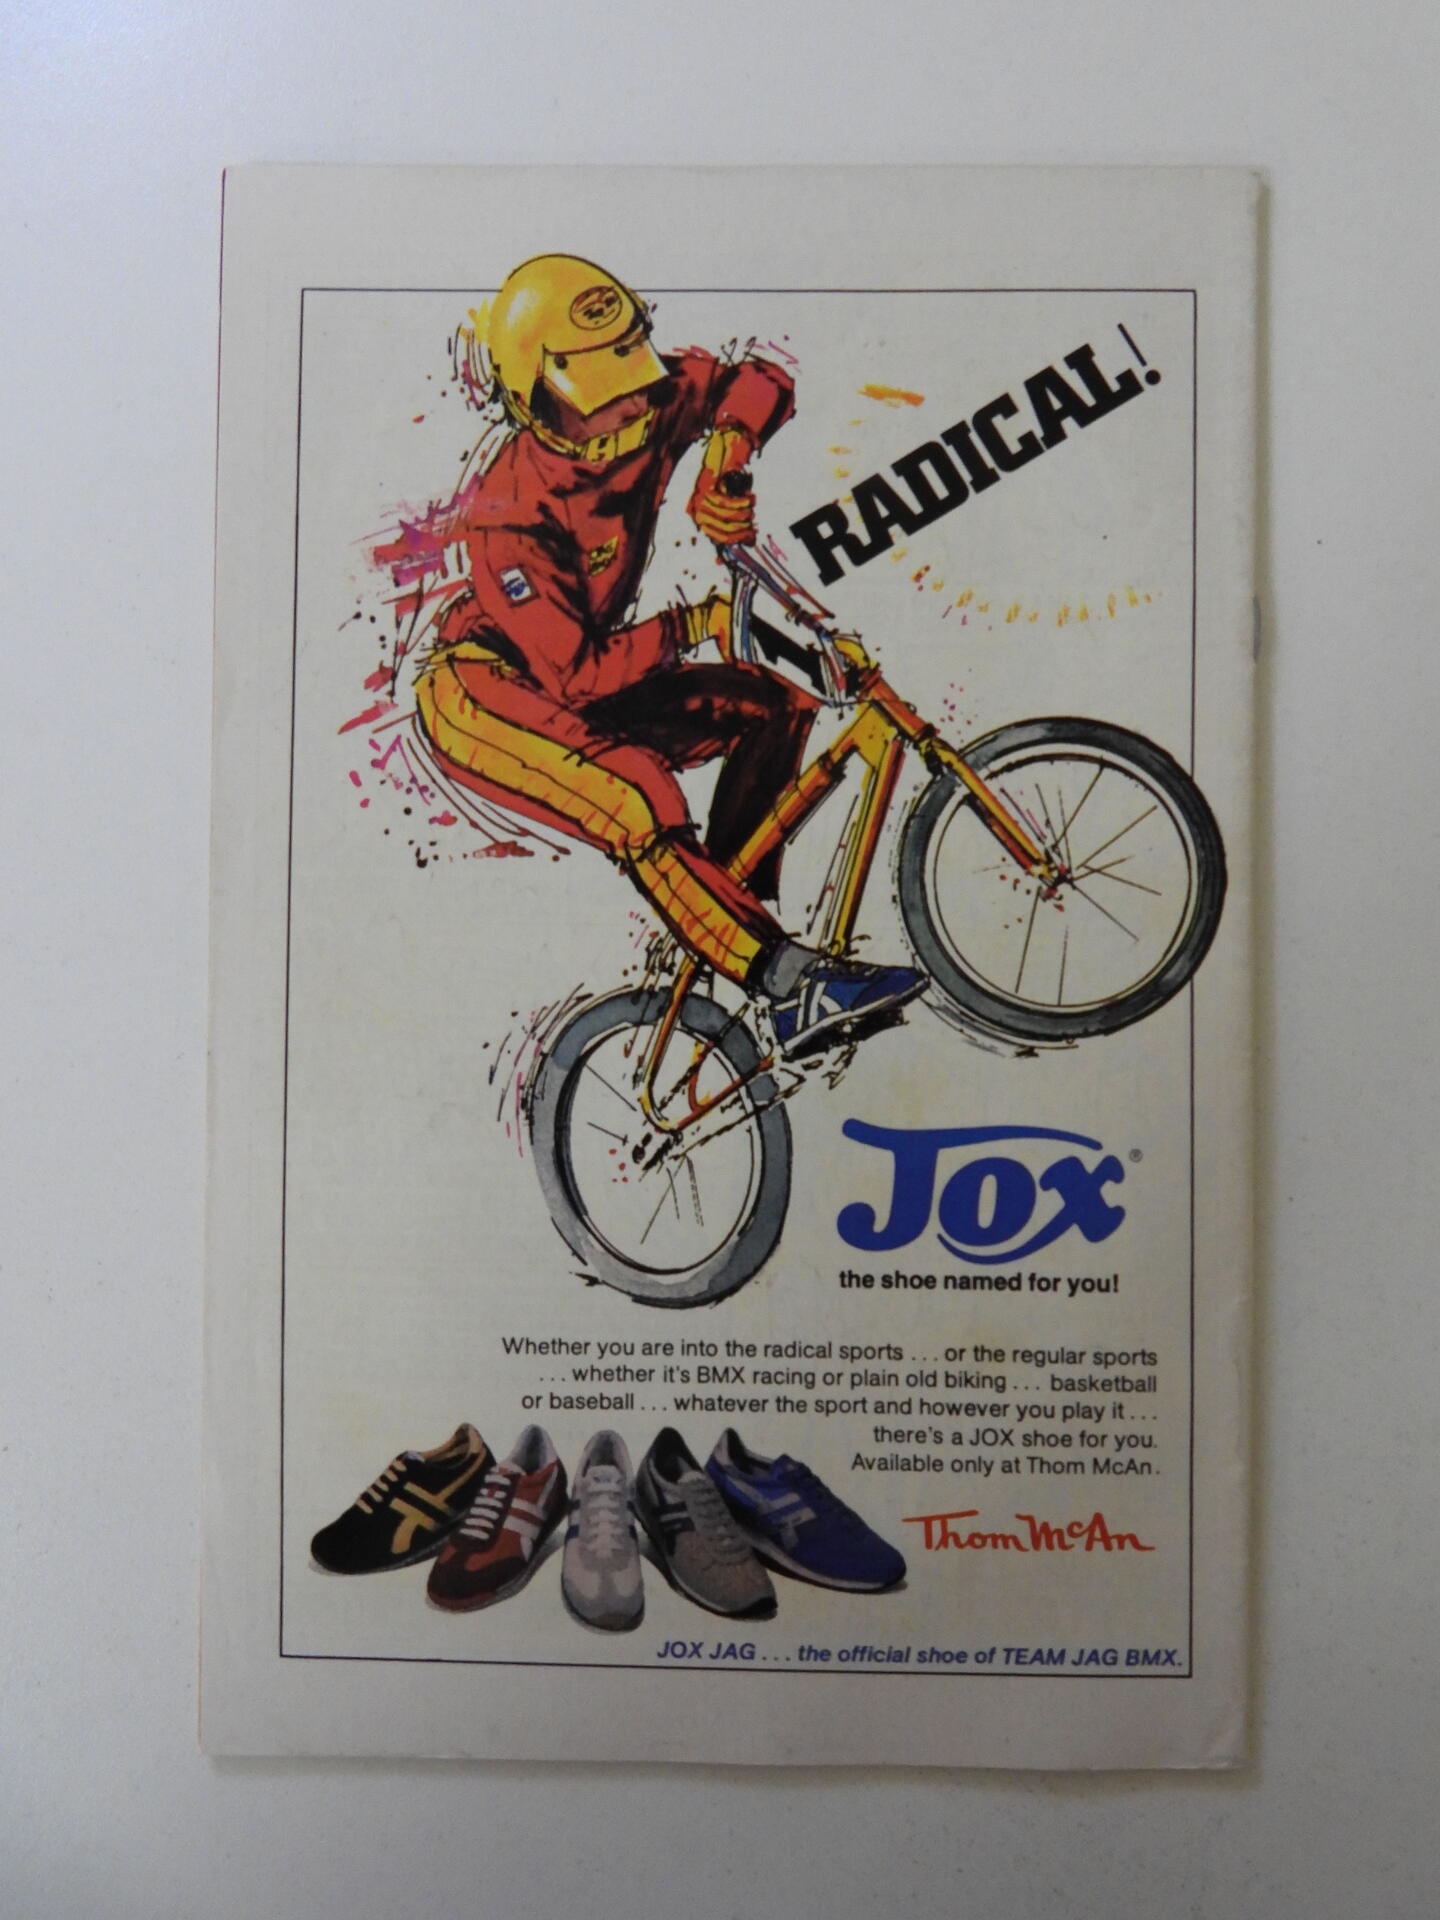 RADICAL!
1
Jox®
the shoe named for you!
Whether you are into the radical sports ... or the regular sports
... whether it's BMX racing or plain old biking ... basketball
or baseball ... whatever the sport and however you play it ...
there's a JOX shoe for you.
Available only at Thom McAn.
Thom McAn
JOX JAG ... the official shoe of TEAM JAG BMX.